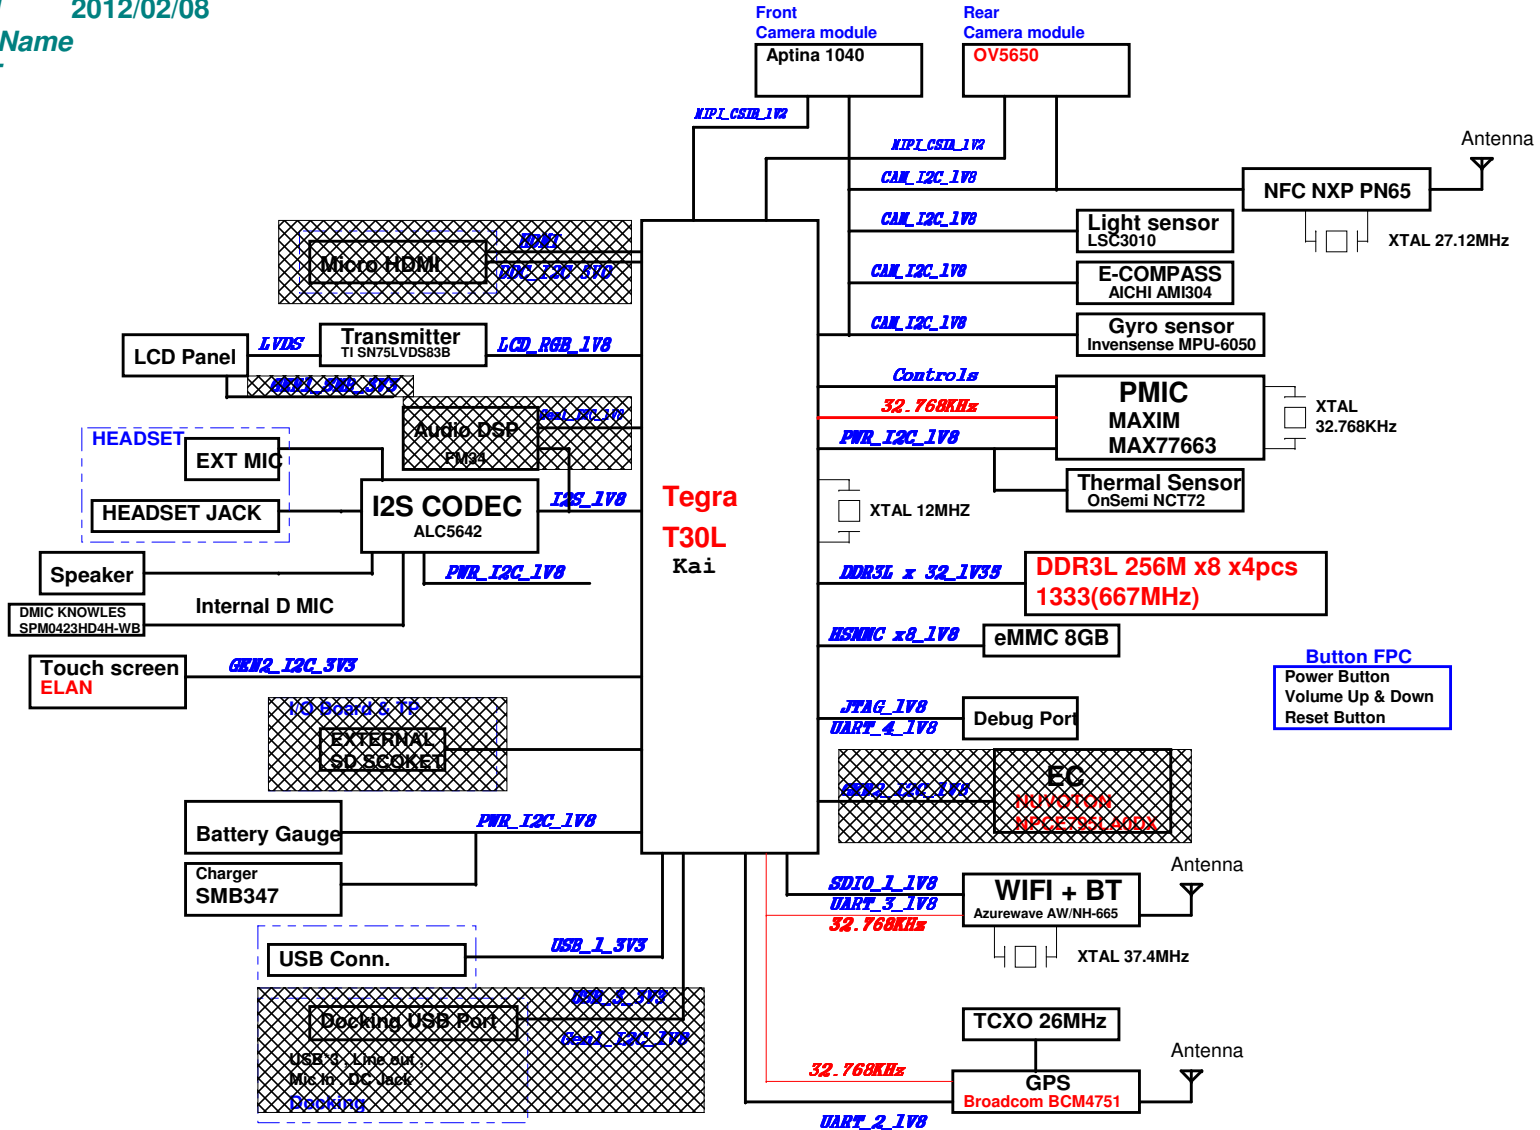 2012/02/08
Name
Front
Camera module
Aptina 1040
Rear
Camera module
OV5650
MIPI_CSIB_1V2
MIPI_CSIA_1V2
CAM_I2C_1V8
NFC NXP PN65
Antenna
XTAL 27.12MHz
CAM_I2C_1V8
Light sensor
LSC3010
CAM_I2C_1V8
E-COMPASS
AICHI AMI304
CAM_I2C_1V8
Gyro sensor
Invensense MPU-6050
HDMI
Micro HDMI
DDC_I2C_5V0
LCD Panel
LVDS
Transmitter
TI SN75LVDS83B
LCD_RGB_1V8
GEN1_SMB_3V3
Gen1_I2C_1V8
Audio DSP
FM34
HEADSET
EXT MIC
HEADSET JACK
I2S CODEC
ALC5642
I2S_1V8
PWR_I2C_1V8
Speaker
Internal D MIC
DMIC KNOWLES
SPM0423HD4H-WB
Touch screen
ELAN
GEN2_I2C_3V3
I/O Board & TP
EXTERNAL
SD SCOKET
Battery Gauge
PWR_I2C_1V8
Charger
SMB347
USB Conn.
USB_1_3V3
USB_3_3V3
Docking USB Port
Gen1_I2C_1V8
USB*3 , Line out ,
Mic In , DC Jack
Docking
Tegra
T30L
Kai
Controls
32.768KHz
PWR_I2C_1V8
PMIC
MAXIM
MAX77663
XTAL
32.768KHz
Thermal Sensor
OnSemi NCT72
XTAL 12MHZ
DDR3L x 32_1V35
DDR3L 256M x8 x4pcs
1333(667MHz)
HSMMC x8_1V8
eMMC 8GB
Button FPC
Power Button
Volume Up & Down
Reset Button
JTAG_1V8
UART_4_1V8
Debug Port
GEN2_I2C_1V8
EC
NUVOTON
NPCE795LA0DX
SDIO_1_1V8
UART_3_1V8
32.768KHz
WIFI + BT
Azurewave AW/NH-665
Antenna
XTAL 37.4MHz
TCXO 26MHz
32.768KHz
GPS
Broadcom BCM4751
Antenna
UART_2_1V8